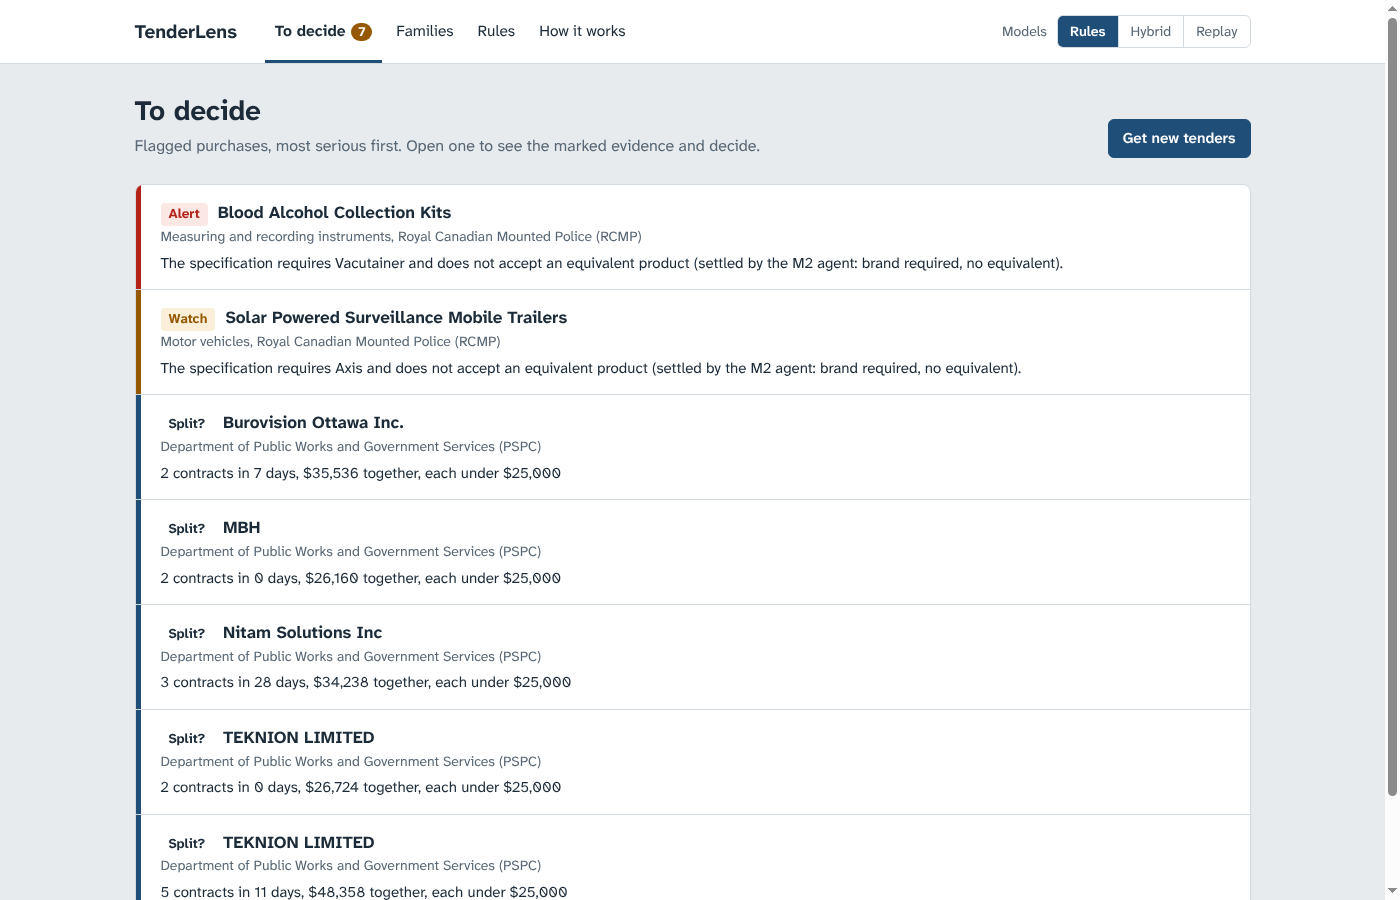 TenderLens
To decide 7
Families
Rules
How it works
Models
Rules
Hybrid
Replay
To decide
Flagged purchases, most serious first. Open one to see the marked evidence and decide.
Get new tenders
Alert Blood Alcohol Collection Kits
Measuring and recording instruments, Royal Canadian Mounted Police (RCMP)
The specification requires Vacutainer and does not accept an equivalent product (settled by the M2 agent: brand required, no equivalent).
Watch Solar Powered Surveillance Mobile Trailers
Motor vehicles, Royal Canadian Mounted Police (RCMP)
The specification requires Axis and does not accept an equivalent product (settled by the M2 agent: brand required, no equivalent).
Split? Burovision Ottawa Inc.
Department of Public Works and Government Services (PSPC)
2 contracts in 7 days, $35,536 together, each under $25,000
Split? MBH
Department of Public Works and Government Services (PSPC)
2 contracts in 0 days, $26,160 together, each under $25,000
Split? Nitam Solutions Inc
Department of Public Works and Government Services (PSPC)
3 contracts in 28 days, $34,238 together, each under $25,000
Split? TEKNION LIMITED
Department of Public Works and Government Services (PSPC)
2 contracts in 0 days, $26,724 together, each under $25,000
Split? TEKNION LIMITED
Department of Public Works and Government Services (PSPC)
5 contracts in 11 days, $48,358 together, each under $25,000